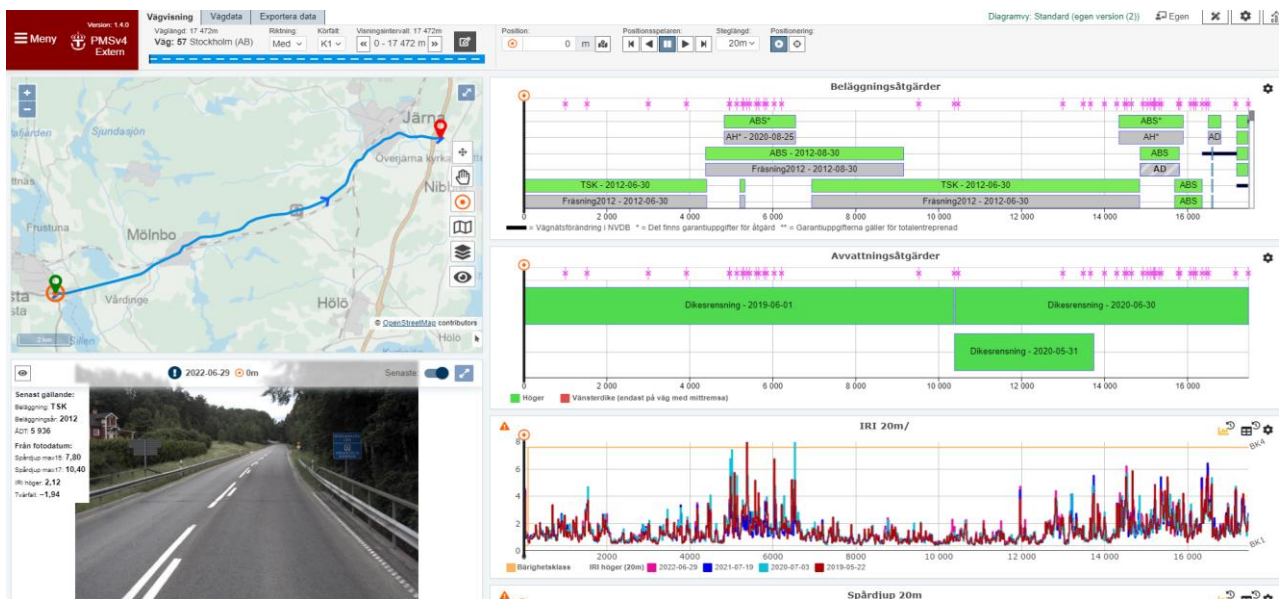 Meny
Version: 1.4.0
PMSv4
Extern
Vägvisning Vägdata Exportera data
Väglängd: 17 472m
Väg: 57 Stockholm (AB)
Riktning:
Med
Körfält:
K1
Visningsintervall: 17 472m
0 - 17 472 m
Position:
0 m
Positionsspelaren:
Steglängd:
20m
Positionering:
Diagramvy: Standard (egen version (2))
Egen
Sjundasjön
Järna
Överjärna kyrka
Mölnbo
Frustuna
Vårdinge
Hölö
Hölö
Sillen
2 km
© OpenStreetMap contributors
2022-06-29 0m
Senaste:
Senast gällande:
Beläggning: TSK
Beläggningsår: 2012
ÅDT: 5 936
Från fotodatum:
Spårdjup max15: 7,80
Spårdjup max17: 10,40
IRI höger: 2,12
Tvärfall: −1,94
Beläggningsåtgärder
ABS* ABS*
AH* - 2020-08-25 AH* AD
ABS - 2012-08-30 ABS
Fräsning2012 - 2012-08-30 AD
TSK - 2012-06-30 TSK - 2012-06-30 ABS
Fräsning2012 - 2012-06-30 Fräsning2012 - 2012-06-30 ABS
0 2 000 4 000 6 000 8 000 10 000 12 000 14 000 16 000
= Vägnätsförändring i NVDB * = Det finns garantiuppgifter för åtgärd ** = Garantiuppgifterna gäller för totalentreprenad
Avvattningsåtgärder
Dikesrensning - 2019-06-01 Dikesrensning - 2020-06-30
Dikesrensning - 2020-05-31
0 2 000 4 000 6 000 8 000 10 000 12 000 14 000 16 000
Höger Vänsterdike (endast på väg med mittremsa)
IRI 20m/
BK4
8
6
4
2
0
BK1
2000 4000 6000 8000 10 000 12 000 14 000 16 000
Bärighetsklass IRI höger (20m) 2022-06-29 2021-07-19 2020-07-03 2019-05-22
Spårdjup 20m